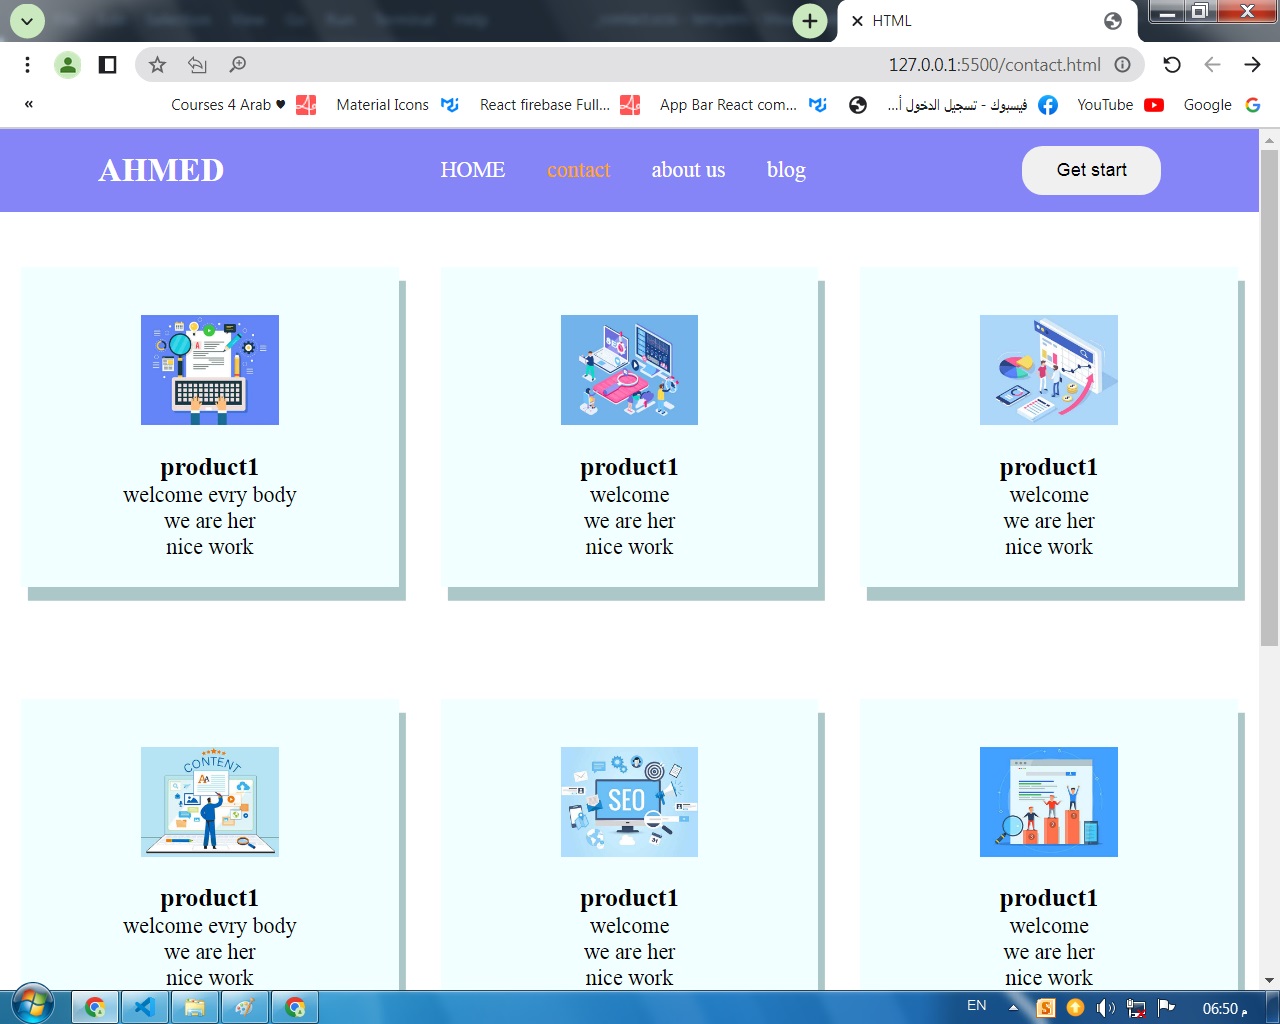 HTML
127.0.0.1:5500/contact.html
«
Courses 4 Arab ♥
Material Icons
React firebase Full...
App Bar React com...
فيسبوك - تسجيل الدخول أ...
YouTube
Google
AHMED
HOME
contact
about us
blog
Get start
product1
welcome evry body
we are her
nice work
product1
welcome
we are her
nice work
product1
welcome
we are her
nice work
CONTENT
product1
welcome evry body
we are her
nice work
SEO
product1
welcome
we are her
nice work
product1
welcome
we are her
nice work
EN
06:50 م